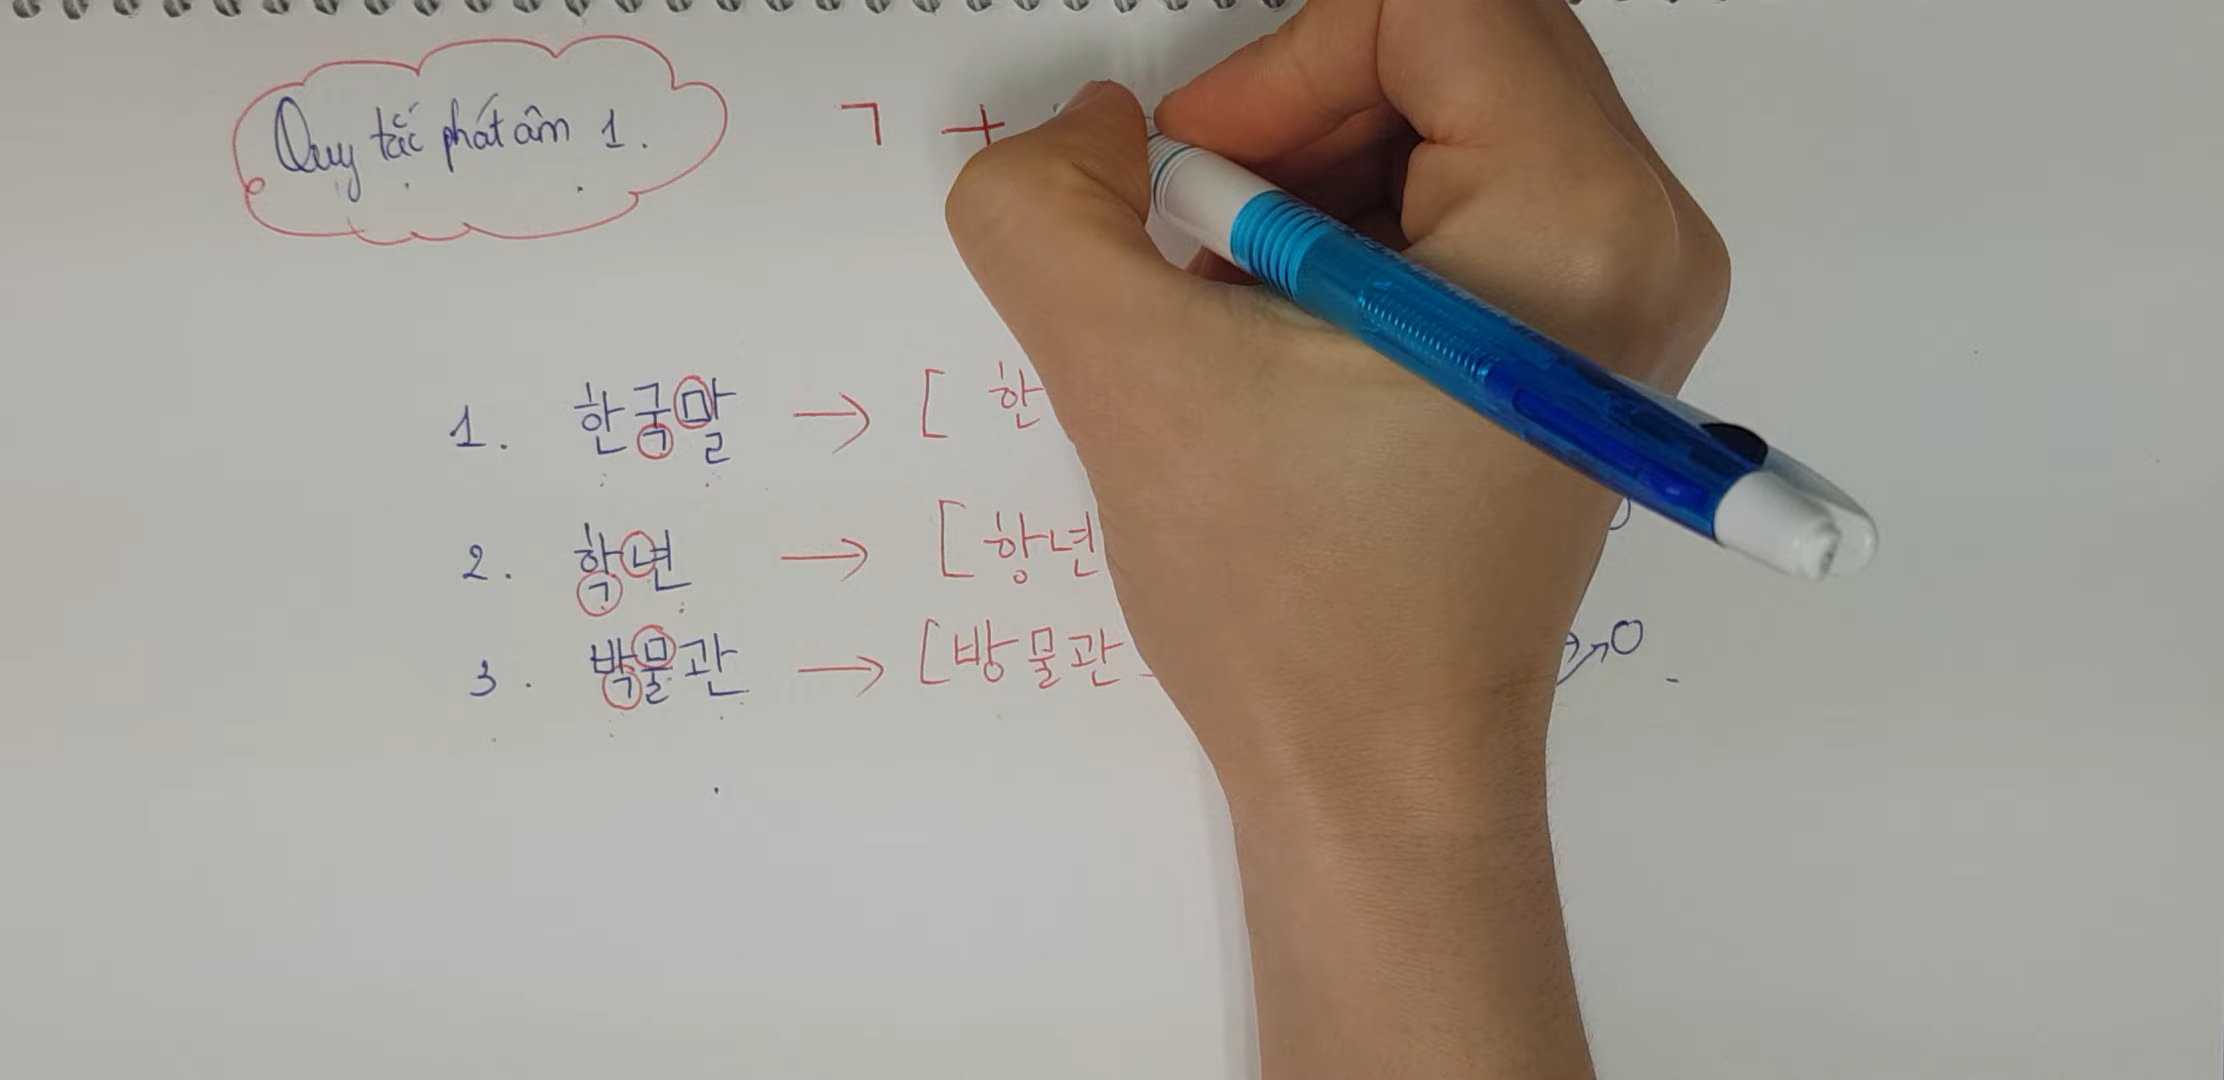 Quy tắc phát âm 1.
ㄱ +
1. 한국말 → [ 한
2. 학년 → [ 항년
3. 박물관 → [방물관